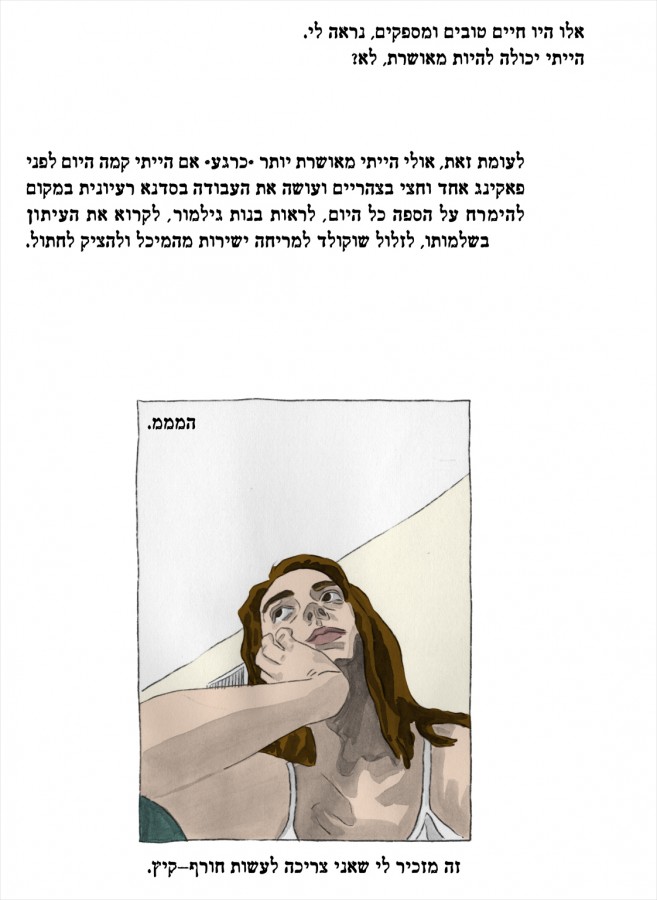 אלו היו חיים טובים ומספקים, נראה לי.
הייתי יכולה להיות מאושרת, לא?
לעומת זאת, אולי הייתי מאושרת יותר *כרגע* אם הייתי קמה היום לפני
פאקינג אחד וחצי בצהריים ועושה את העבודה בסדנא רעיונית במקום
להימרח על הספה כל היום, לראות בנות גילמור, לקרוא את העיתון
בשלמותו, לזלול שוקולד למריחה ישירות מהמיכל ולהציק לחתול.
המממ.
זה מזכיר לי שאני צריכה לעשות חורף–קיץ.